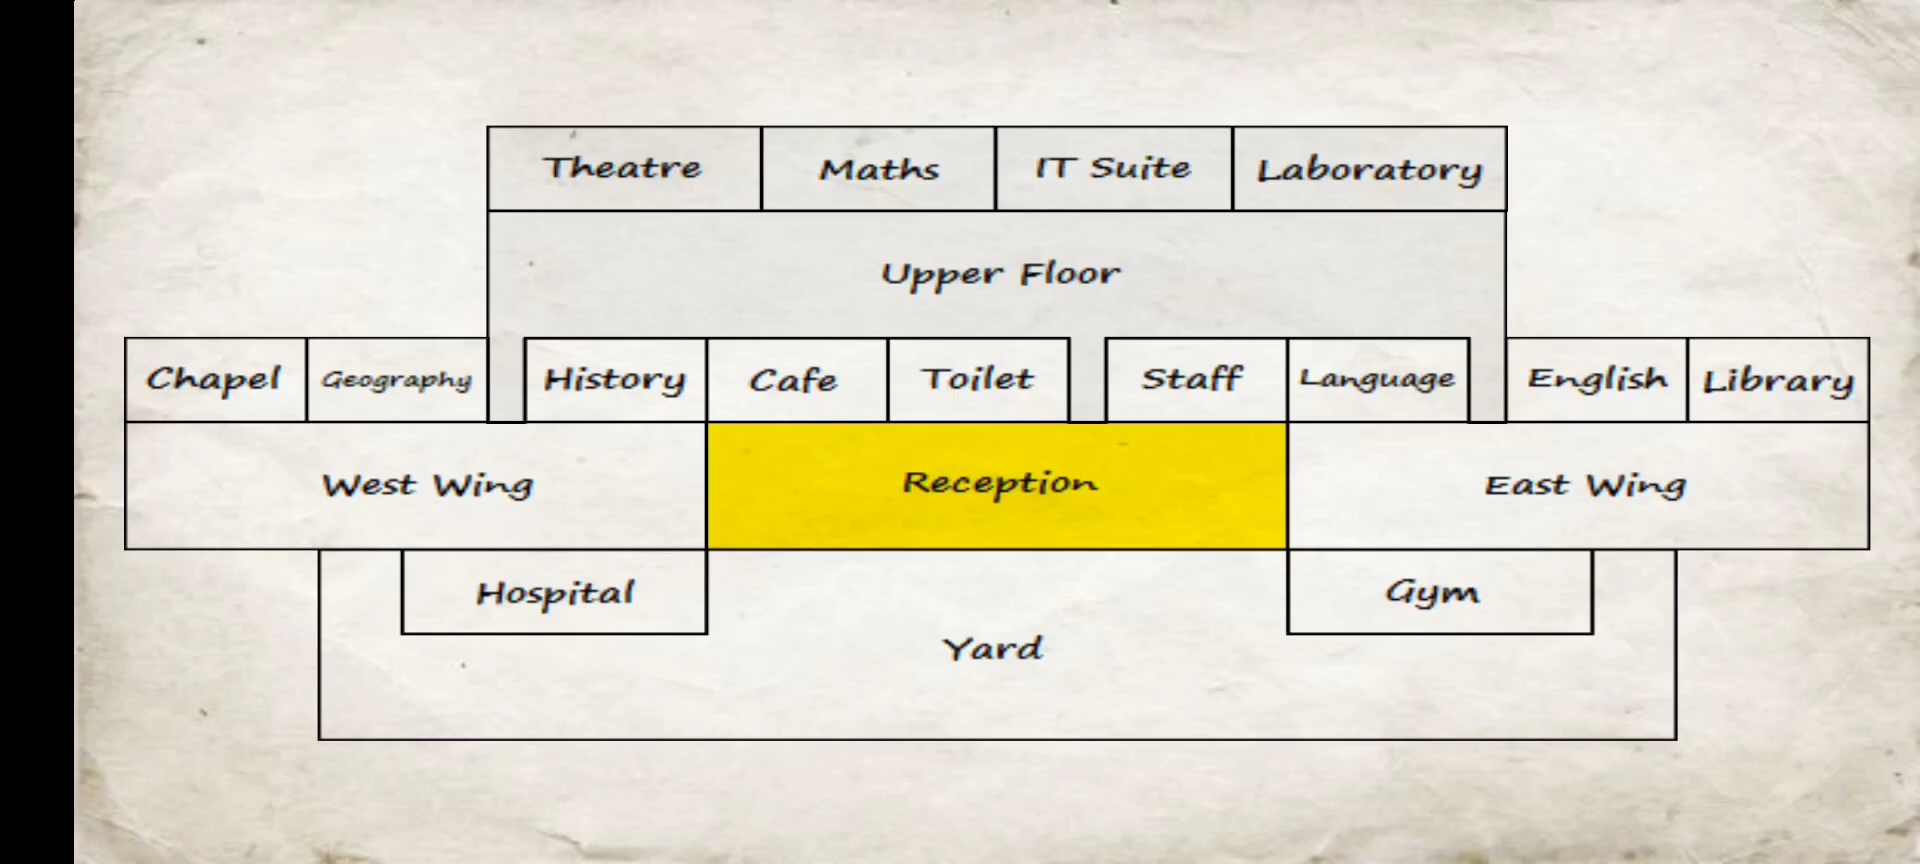 Theatre
Maths
IT Suite
Laboratory
Upper Floor
Chapel
Geography
History
Cafe
Toilet
Staff
Language
English
Library
West Wing
Reception
East Wing
Hospital
Gym
Yard